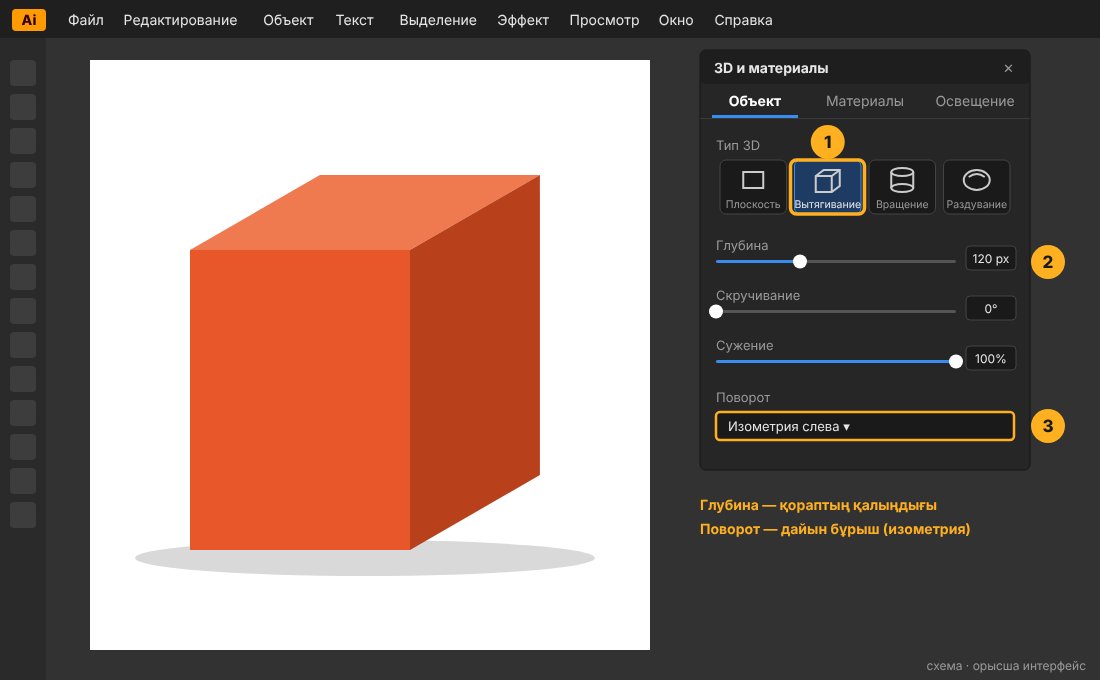 Ai Файл Редактирование Объект Текст Выделение Эффект Просмотр Окно Справка
3D и материалы ×
Объект Материалы Освещение
Тип 3D
1
Плоскость Вытягивание Вращение Раздувание
Глубина
120 px
2
Скручивание
0°
Сужение
100%
Поворот
Изометрия слева ▾
3
Глубина — қораптың қалыңдығы
Поворот — дайын бұрыш (изометрия)
схема · орысша интерфейс